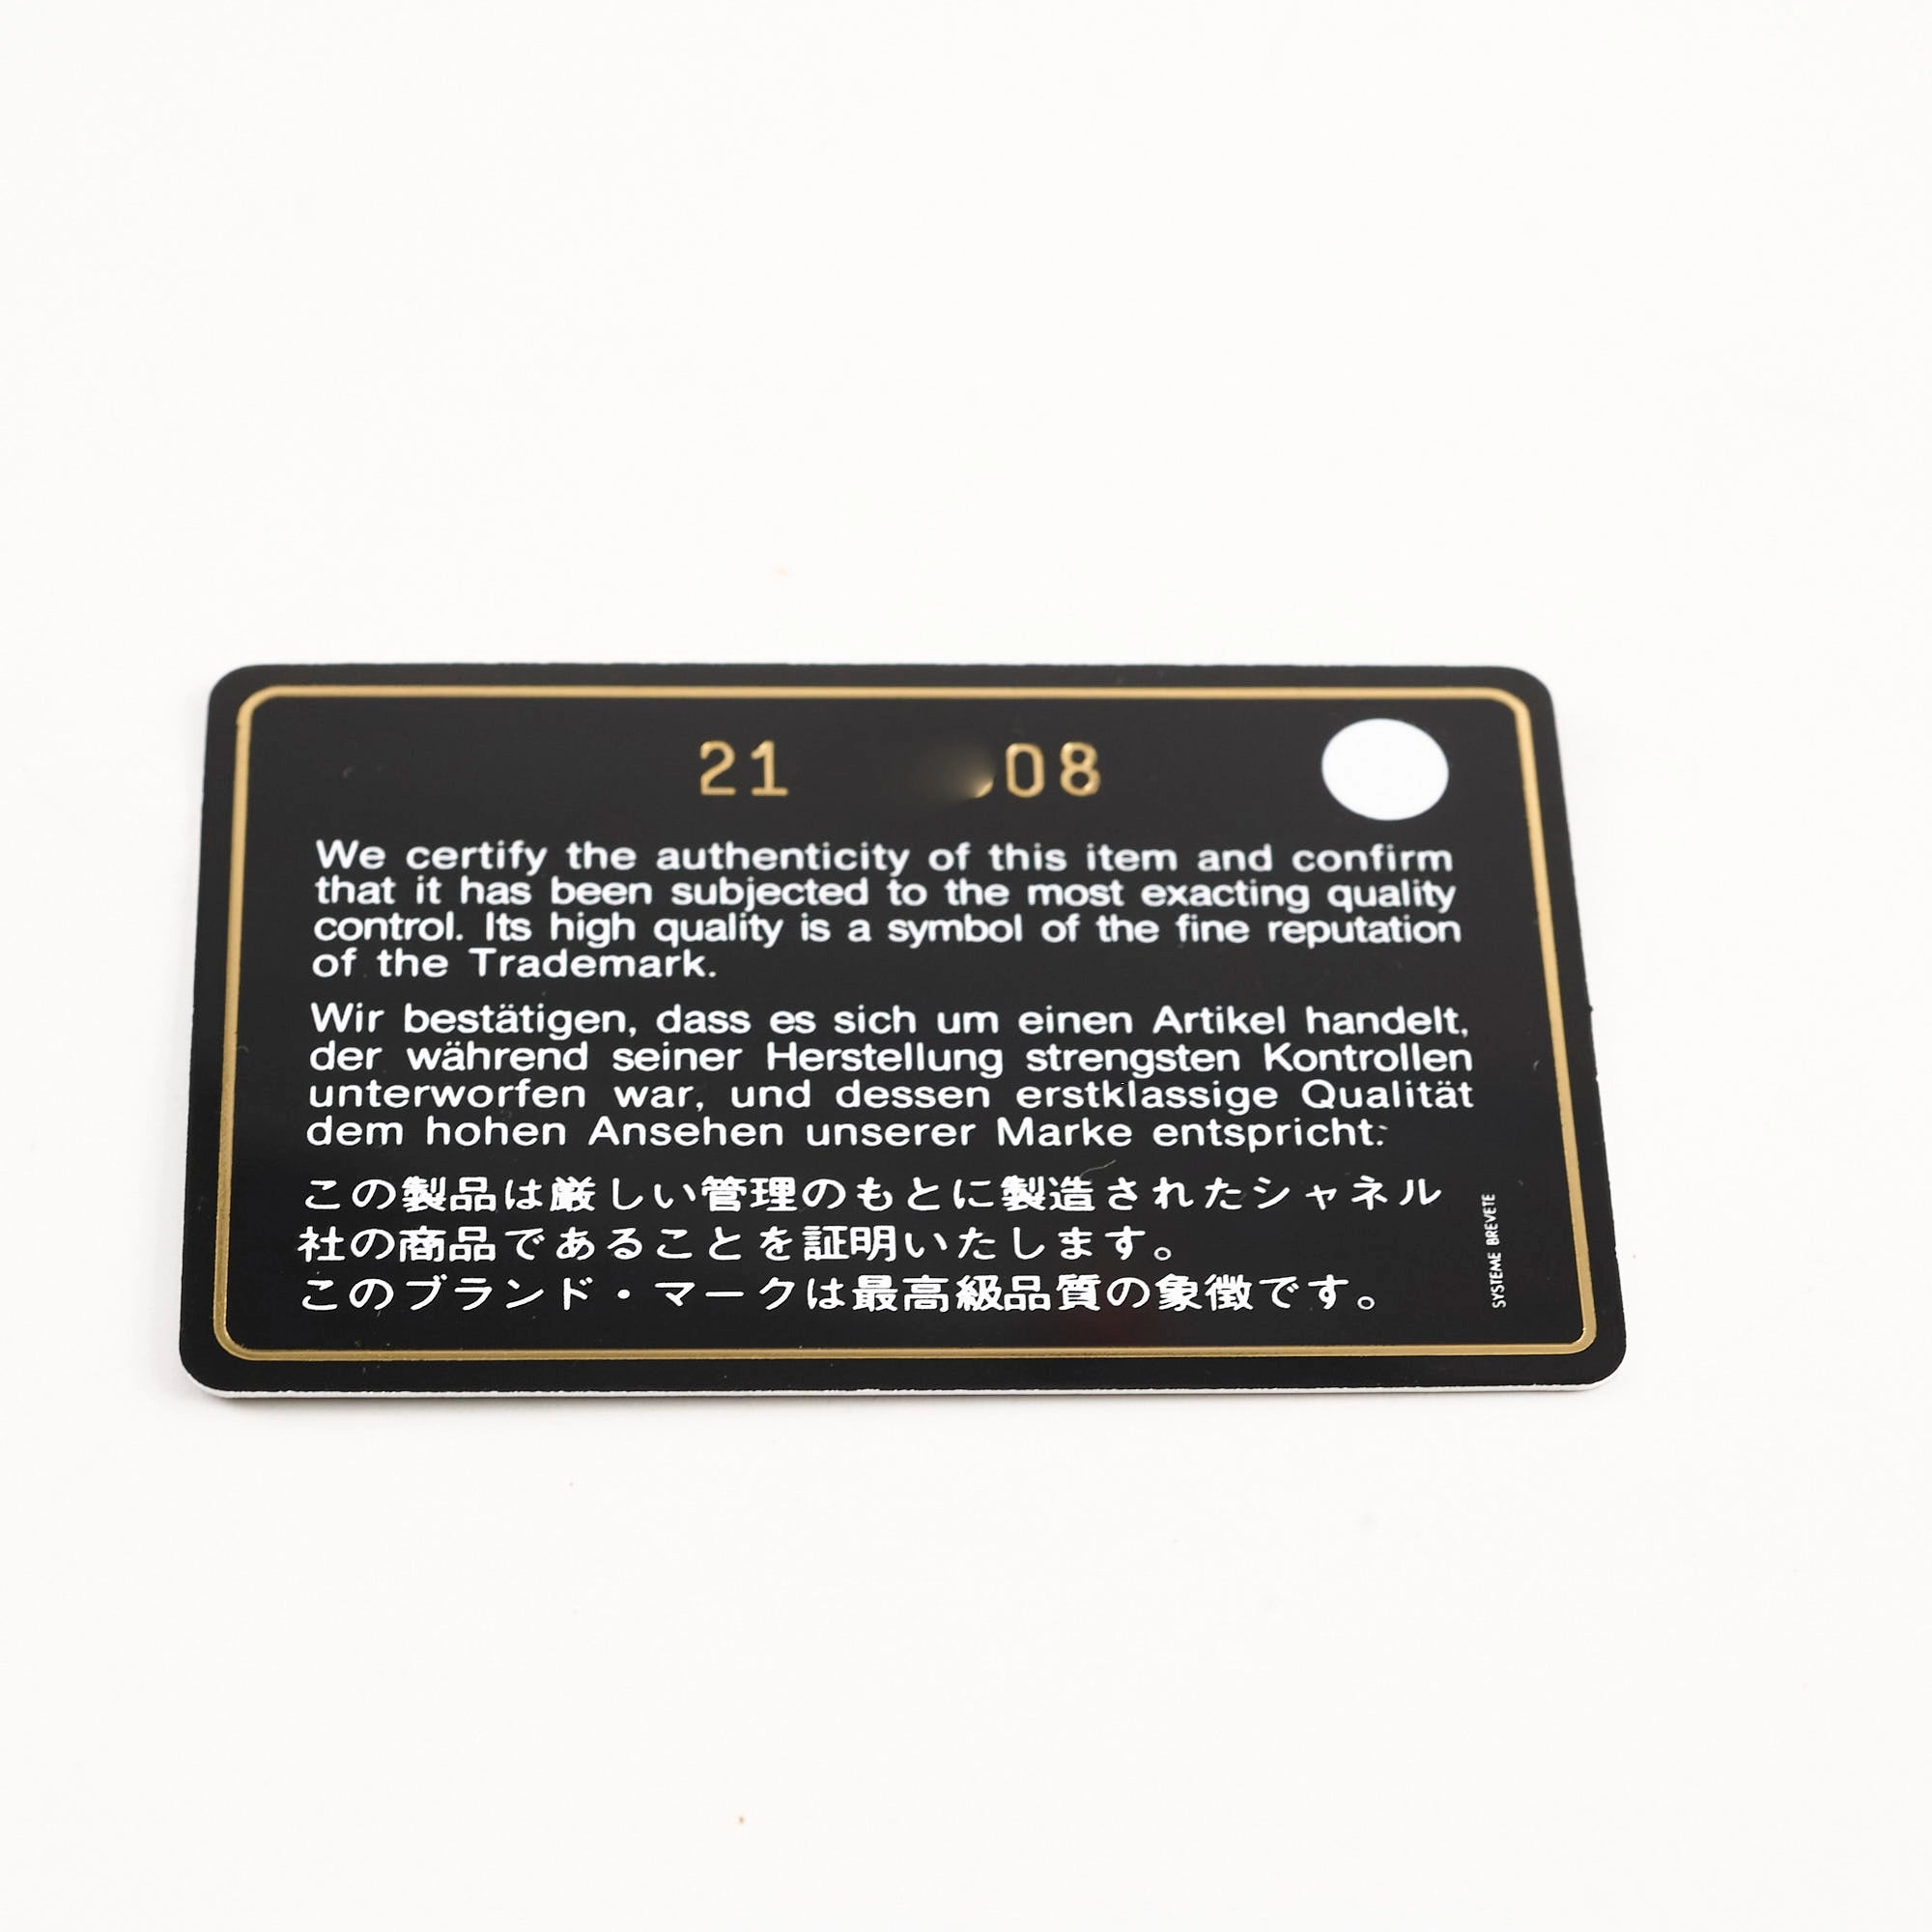 21 08
We certify the authenticity of this item and confirm
that it has been subjected to the most exacting quality
control. Its high quality is a symbol of the fine reputation
of the Trademark.
Wir bestätigen, dass es sich um einen Artikel handelt,
der während seiner Herstellung strengsten Kontrollen
unterworfen war, und dessen erstklassige Qualität
dem hohen Ansehen unserer Marke entspricht.
この製品は厳しい管理のもとに製造されたシャネル
社の商品であることを証明いたします。
このブランド・マークは最高級品質の象徴です。
SYSTEME BREVETE